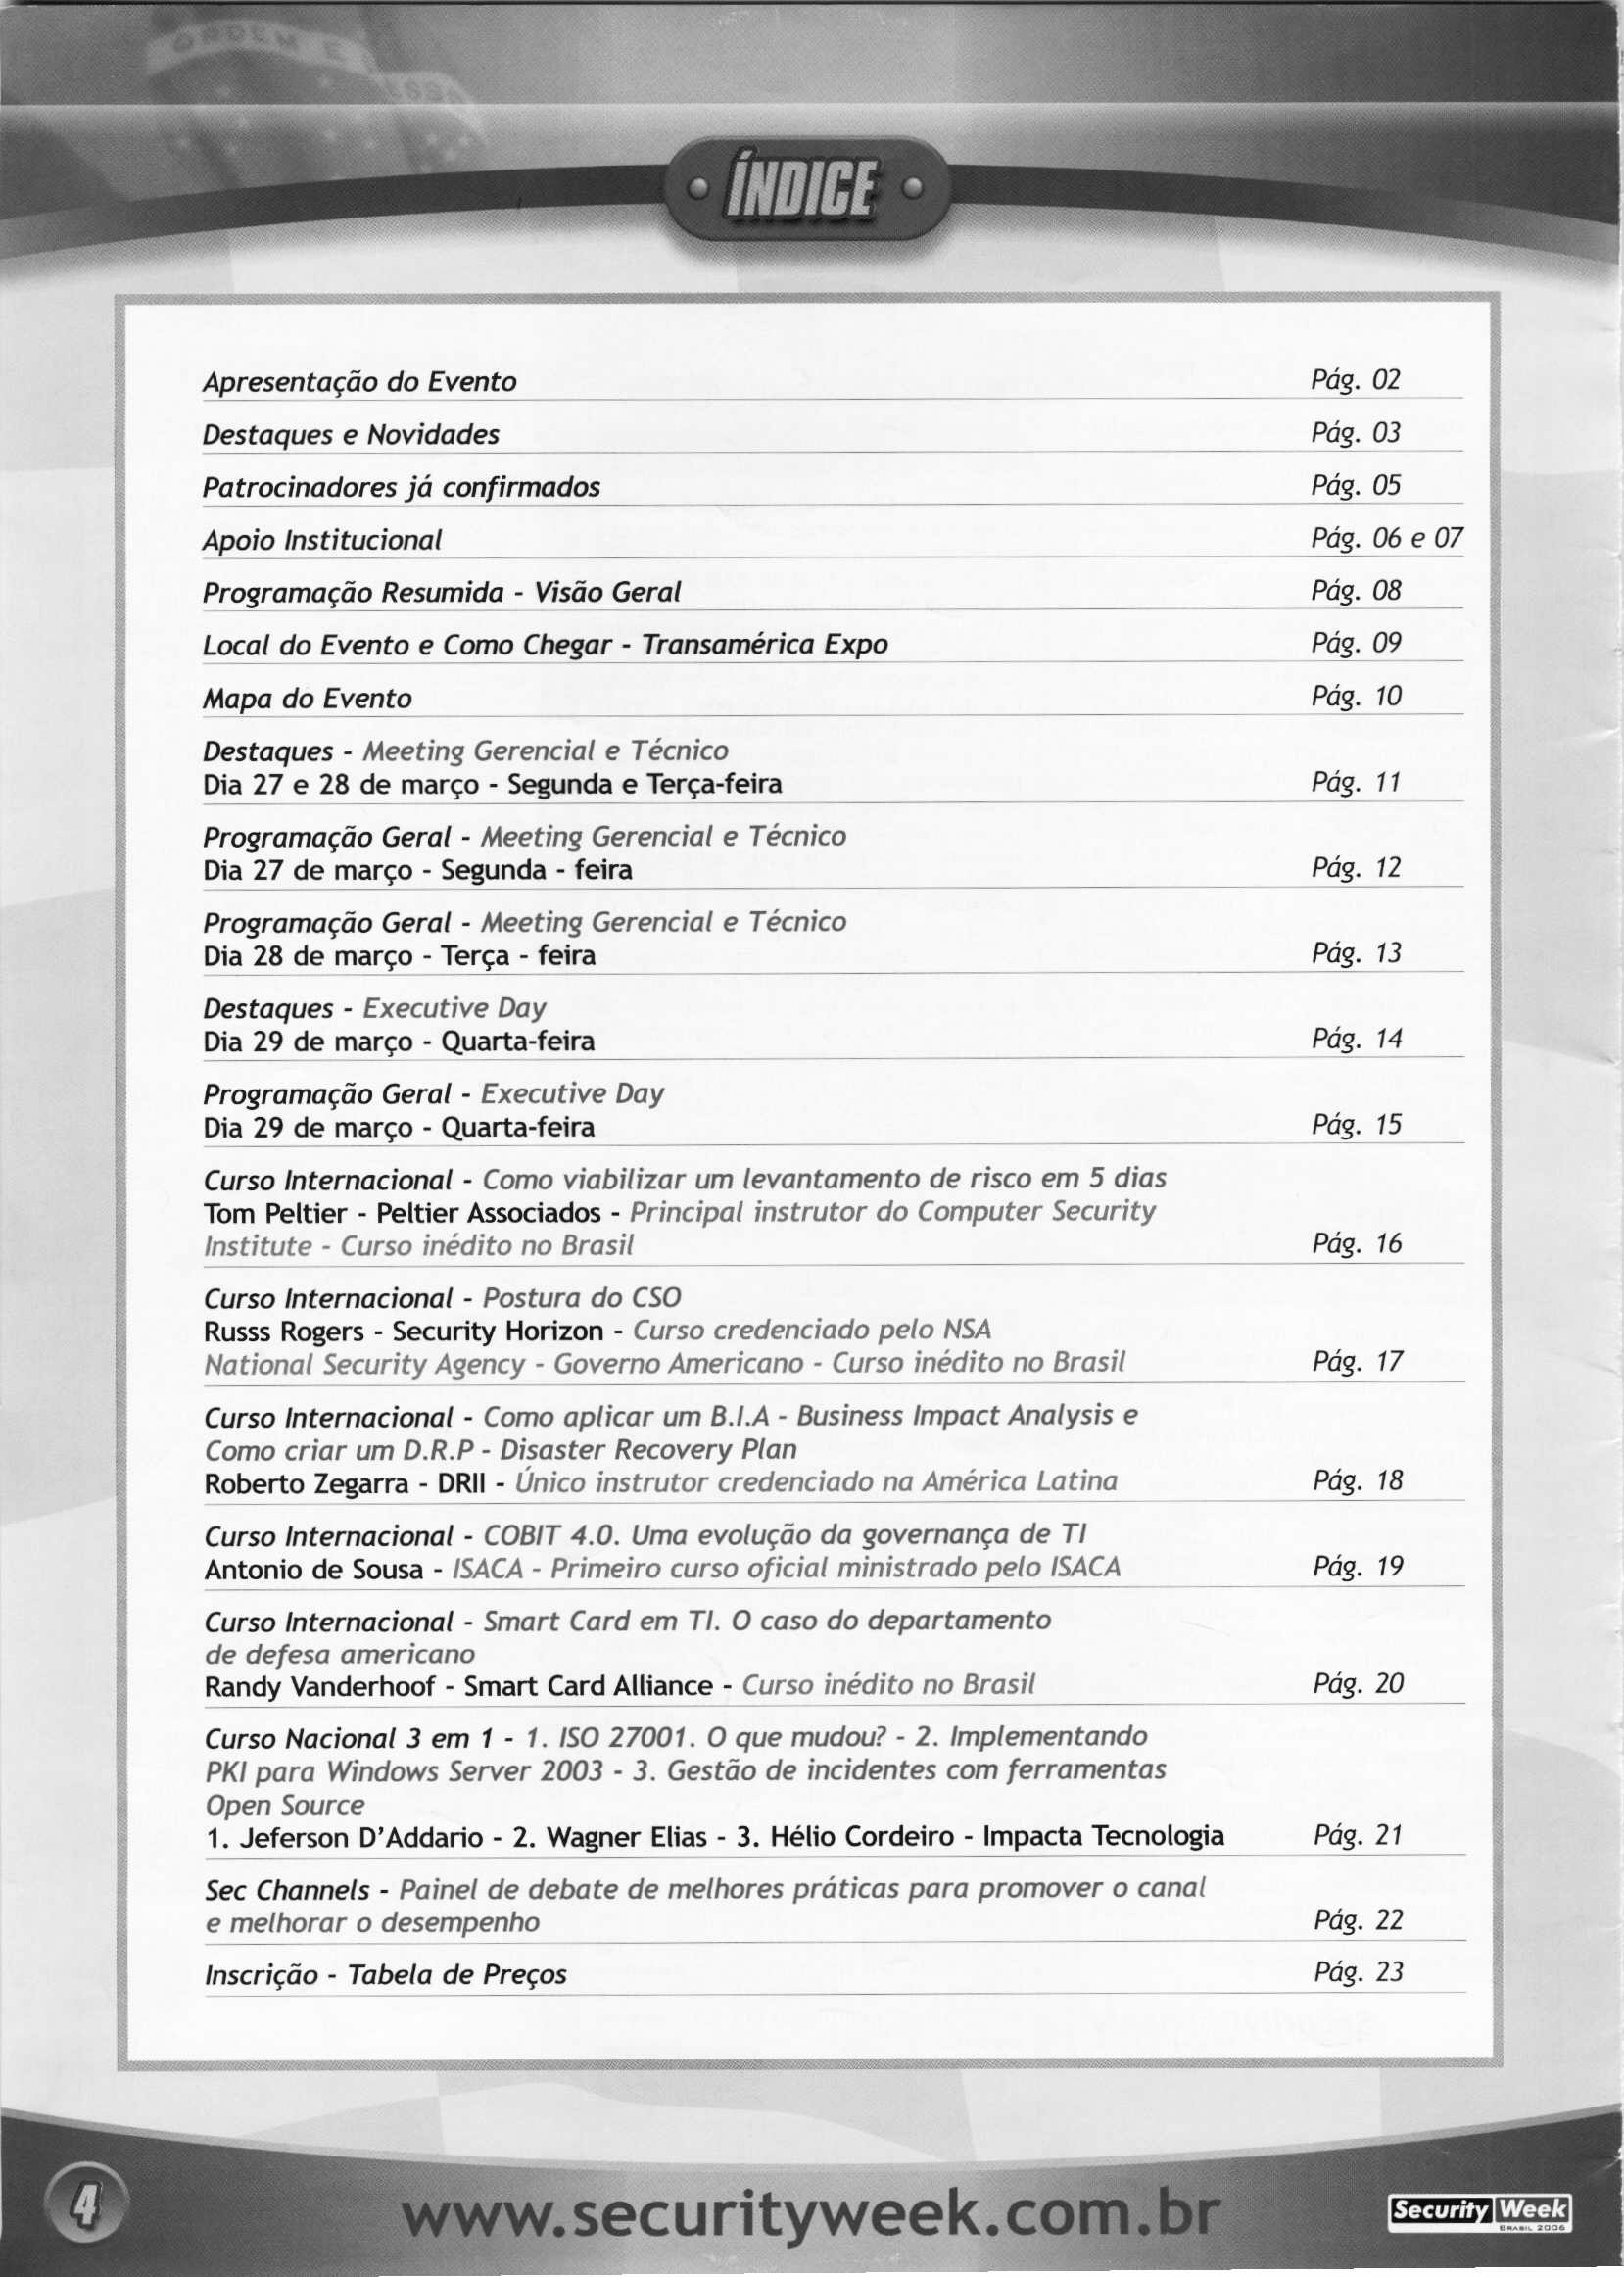 ORDEM E
ESSO
ÍNDICE
Apresentação do Evento Pág. 02
Destaques e Novidades Pág. 03
Patrocinadores já confirmados Pág. 05
Apoio Institucional Pág. 06 e 07
Programação Resumida - Visão Geral Pág. 08
Local do Evento e Como Chegar - Transamérica Expo Pág. 09
Mapa do Evento Pág. 10
Destaques - Meeting Gerencial e Técnico
Dia 27 e 28 de março - Segunda e Terça-feira Pág. 11
Programação Geral - Meeting Gerencial e Técnico
Dia 27 de março - Segunda - feira Pág. 12
Programação Geral - Meeting Gerencial e Técnico
Dia 28 de março - Terça - feira Pág. 13
Destaques - Executive Day
Dia 29 de março - Quarta-feira Pág. 14
Programação Geral - Executive Day
Dia 29 de março - Quarta-feira Pág. 15
Curso Internacional - Como viabilizar um levantamento de risco em 5 dias
Tom Peltier - Peltier Associados - Principal instrutor do Computer Security
Institute - Curso inédito no Brasil Pág. 16
Curso Internacional - Postura do CSO
Russs Rogers - Security Horizon - Curso credenciado pelo NSA
National Security Agency - Governo Americano - Curso inédito no Brasil Pág. 17
Curso Internacional - Como aplicar um B.I.A - Business Impact Analysis e
Como criar um D.R.P - Disaster Recovery Plan
Roberto Zegarra - DRII - Único instrutor credenciado na América Latina Pág. 18
Curso Internacional - COBIT 4.0. Uma evolução da governança de TI
Antonio de Sousa - ISACA - Primeiro curso oficial ministrado pelo ISACA Pág. 19
Curso Internacional - Smart Card em TI. O caso do departamento
de defesa americano
Randy Vanderhoof - Smart Card Alliance - Curso inédito no Brasil Pág. 20
Curso Nacional 3 em 1 - 1. ISO 27001. O que mudou? - 2. Implementando
PKI para Windows Server 2003 - 3. Gestão de incidentes com ferramentas
Open Source
1. Jeferson D'Addario - 2. Wagner Elias - 3. Hélio Cordeiro - Impacta Tecnologia Pág. 21
Sec Channels - Painel de debate de melhores práticas para promover o canal
e melhorar o desempenho Pág. 22
Inscrição - Tabela de Preços Pág. 23
4
www.securityweek.com.br
Security Week
BRASIL 2006